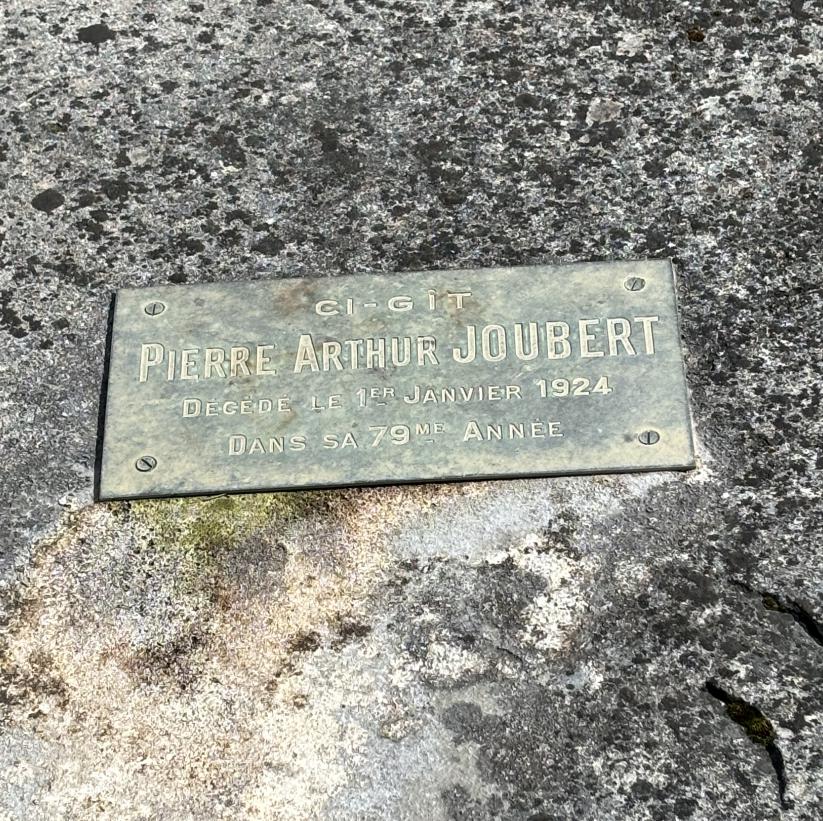 CI-GÎT
PIERRE ARTHUR JOUBERT
DÉCÉDÉ LE 1ER JANVIER 1924
DANS SA 79ME ANNÉE